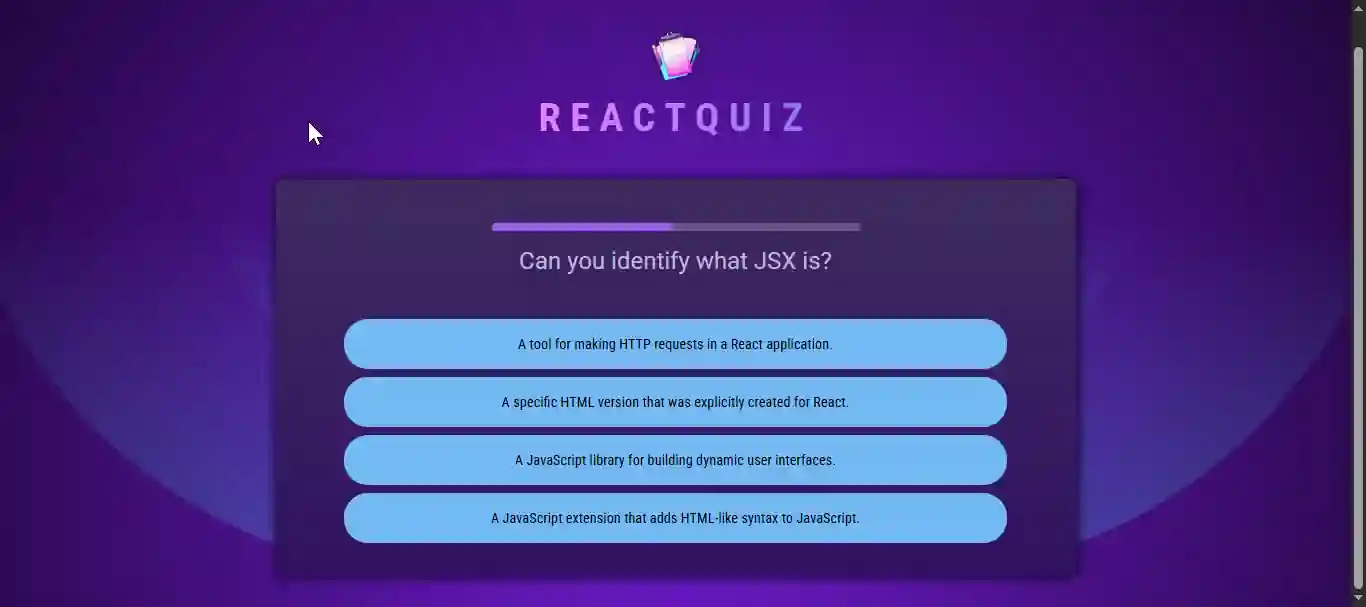 REACTQUIZ
Can you identify what JSX is?
A tool for making HTTP requests in a React application.
A specific HTML version that was explicitly created for React.
A JavaScript library for building dynamic user interfaces.
A JavaScript extension that adds HTML-like syntax to JavaScript.